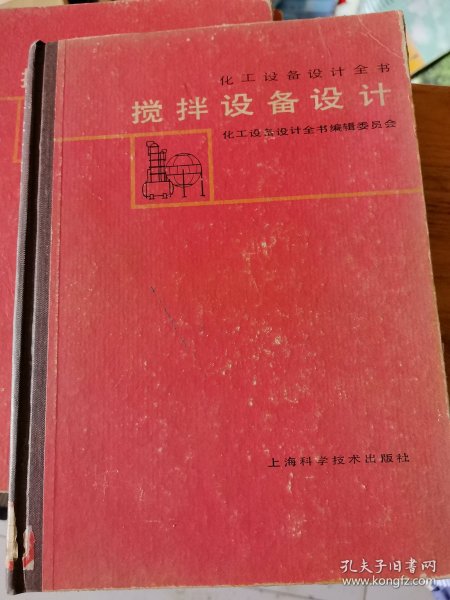 化工设备设计全书
搅拌设备设计
化工设备设计全书编辑委员会
上海科学技术出版社
孔夫子旧书网
www.kongfz.com